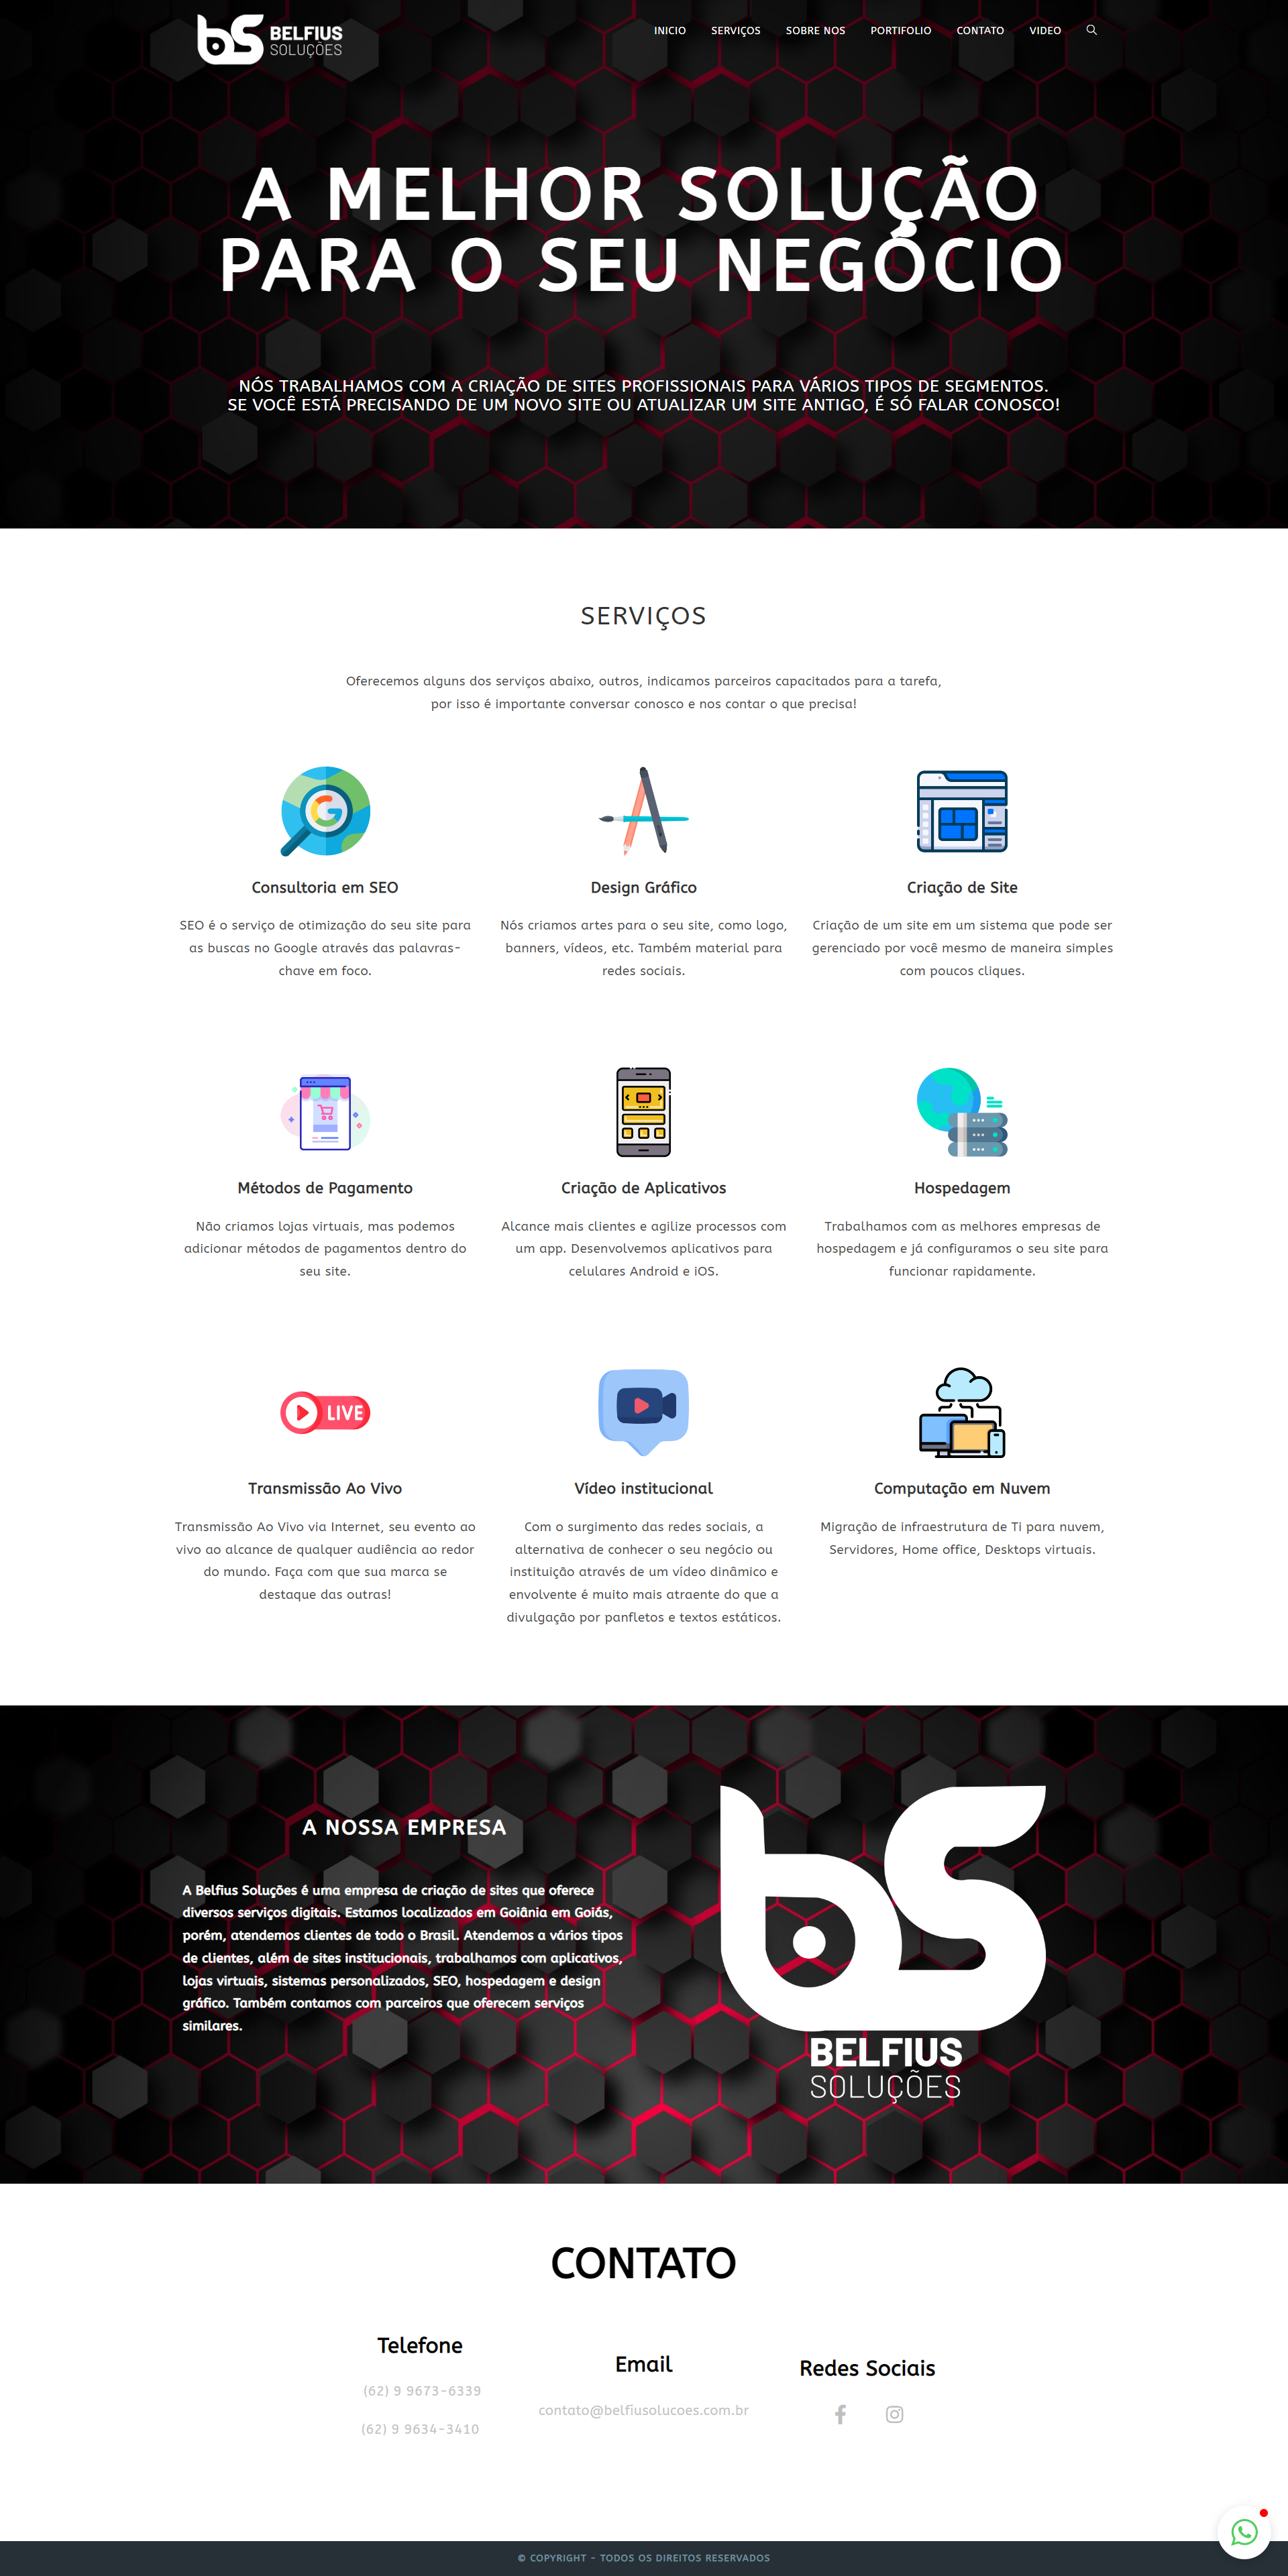 bS BELFIUS
SOLUÇÕES
INICIO SERVIÇOS SOBRE NOS PORTIFOLIO CONTATO VIDEO
A MELHOR SOLUÇÃO
PARA O SEU NEGÓCIO
NÓS TRABALHAMOS COM A CRIAÇÃO DE SITES PROFISSIONAIS PARA VÁRIOS TIPOS DE SEGMENTOS.
SE VOCÊ ESTÁ PRECISANDO DE UM NOVO SITE OU ATUALIZAR UM SITE ANTIGO, É SÓ FALAR CONOSCO!
SERVIÇOS
Oferecemos alguns dos serviços abaixo, outros, indicamos parceiros capacitados para a tarefa,
por isso é importante conversar conosco e nos contar o que precisa!
Consultoria em SEO
SEO é o serviço de otimização do seu site para
as buscas no Google através das palavras-
chave em foco.
Design Gráfico
Nós criamos artes para o seu site, como logo,
banners, vídeos, etc. Também material para
redes sociais.
Criação de Site
Criação de um site em um sistema que pode ser
gerenciado por você mesmo de maneira simples
com poucos cliques.
Métodos de Pagamento
Não criamos lojas virtuais, mas podemos
adicionar métodos de pagamentos dentro do
seu site.
Criação de Aplicativos
Alcance mais clientes e agilize processos com
um app. Desenvolvemos aplicativos para
celulares Android e iOS.
Hospedagem
Trabalhamos com as melhores empresas de
hospedagem e já configuramos o seu site para
funcionar rapidamente.
LIVE
Transmissão Ao Vivo
Transmissão Ao Vivo via Internet, seu evento ao
vivo ao alcance de qualquer audiência ao redor
do mundo. Faça com que sua marca se
destaque das outras!
Vídeo institucional
Com o surgimento das redes sociais, a
alternativa de conhecer o seu negócio ou
instituição através de um vídeo dinâmico e
envolvente é muito mais atraente do que a
divulgação por panfletos e textos estáticos.
Computação em Nuvem
Migração de infraestrutura de Ti para nuvem,
Servidores, Home office, Desktops virtuais.
A NOSSA EMPRESA
A Belfius Soluções é uma empresa de criação de sites que oferece
diversos serviços digitais. Estamos localizados em Goiânia em Goiás,
porém, atendemos clientes de todo o Brasil. Atendemos a vários tipos
de clientes, além de sites institucionais, trabalhamos com aplicativos,
lojas virtuais, sistemas personalizados, SEO, hospedagem e design
gráfico. Também contamos com parceiros que oferecem serviços
similares.
bS
BELFIUS
SOLUÇÕES
CONTATO
Telefone
(62) 9 9673-6339
(62) 9 9634-3410
Email
contato@belfiusolucoes.com.br
Redes Sociais
© COPYRIGHT - TODOS OS DIREITOS RESERVADOS